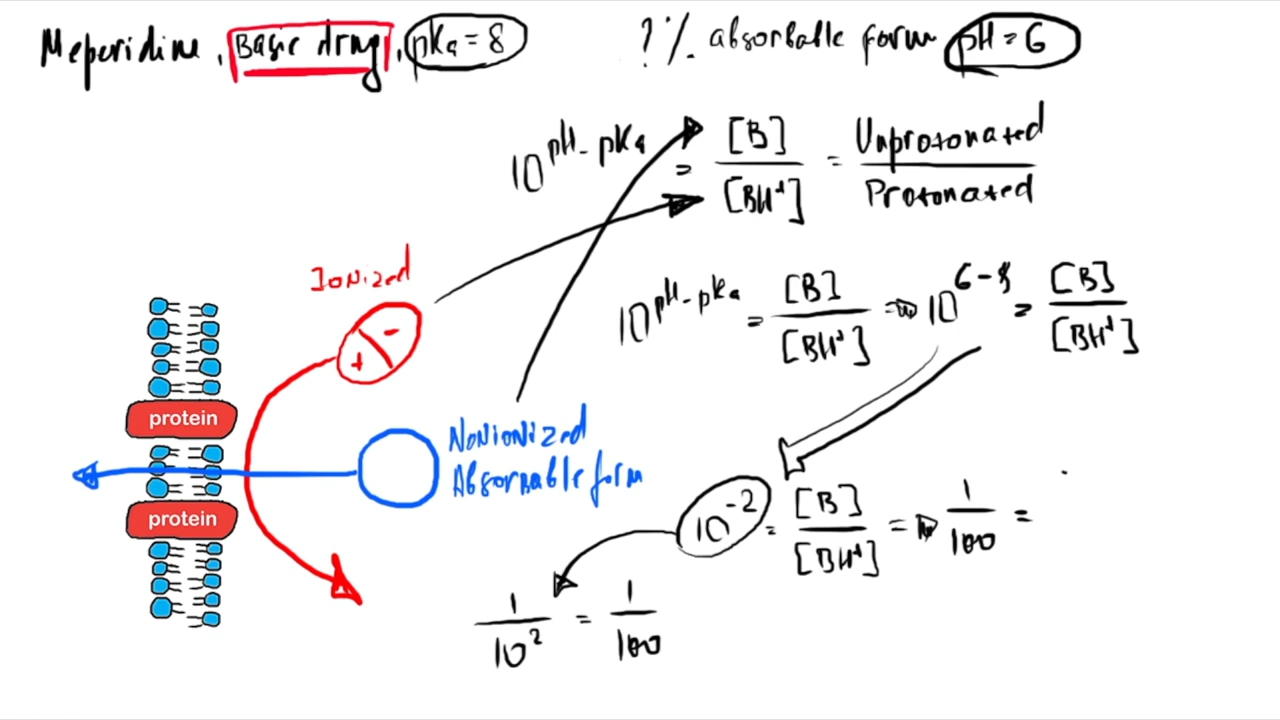 Meperidine, Basic drug, pKa = 8
?% absorbable form pH = 6
10^pH - pKa = [B] / [BH+] = Unprotonated / Protonated
Ionized
+ / -
10^pH - pKa = [B] / [BH+] ⇒ 10^6-8 = [B] / [BH+]
protein
Nonionized
Absorbable form
protein
10^-2 = [B] / [BH+] ⇒ 1/100 =
1/10^2 = 1/100